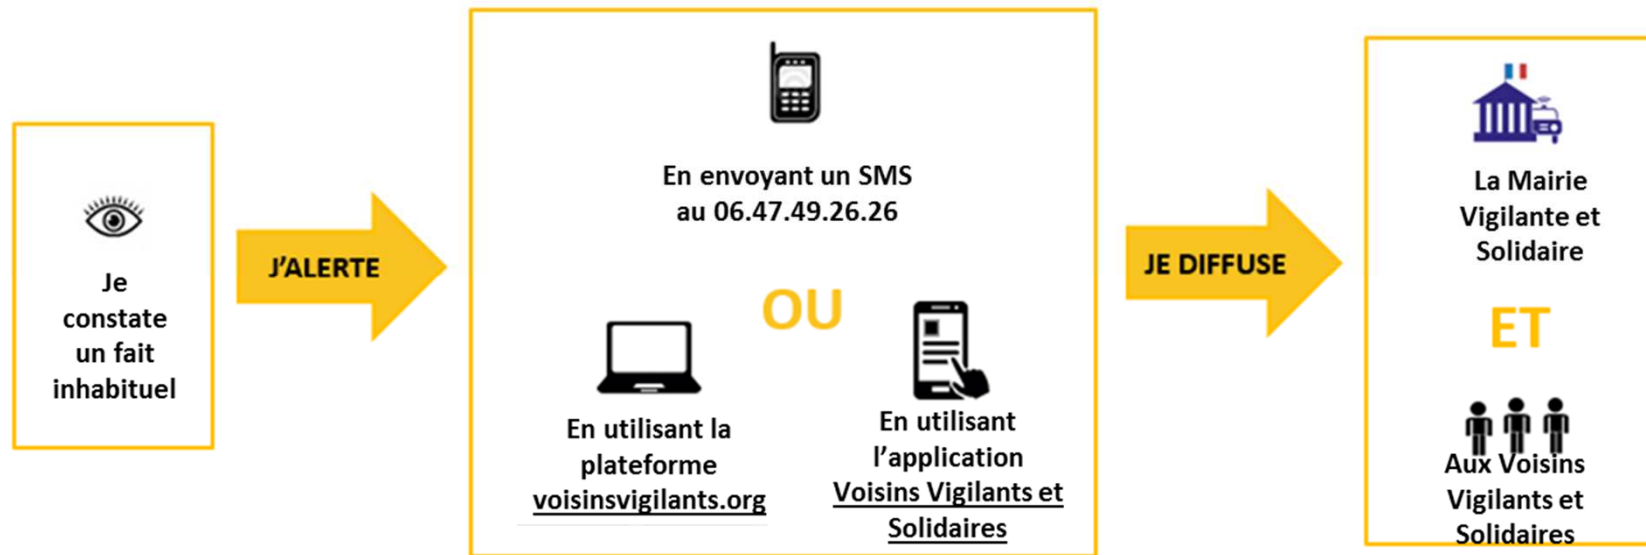 Je
constate
un fait
inhabituel
J'ALERTE
En envoyant un SMS
au 06.47.49.26.26
OU
En utilisant la
plateforme
voisinsvigilants.org
En utilisant
l'application
Voisins Vigilants et
Solidaires
JE DIFFUSE
La Mairie
Vigilante et
Solidaire
ET
Aux Voisins
Vigilants et
Solidaires